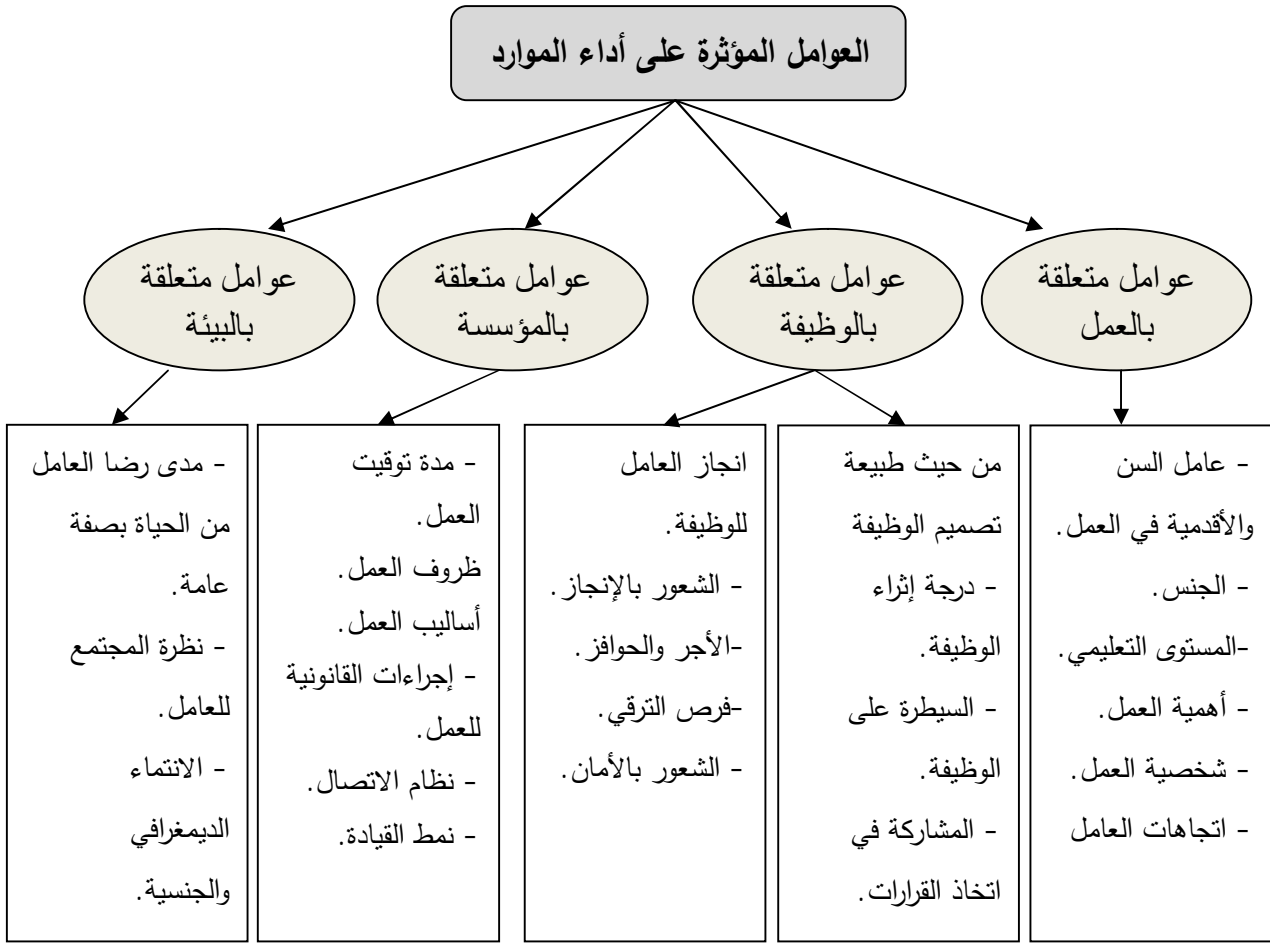 العوامل المؤثرة على أداء الموارد
عوامل متعلقة
بالعمل
عوامل متعلقة
بالوظيفة
عوامل متعلقة
بالمؤسسة
عوامل متعلقة
بالبيئة
- عامل السن
والأقدمية في العمل.
- الجنس.
-المستوى التعليمي.
- أهمية العمل.
- شخصية العمل.
- اتجاهات العامل
من حيث طبيعة
تصميم الوظيفة
- درجة إثراء
الوظيفة.
- السيطرة على
الوظيفة.
- المشاركة في
اتخاذ القرارات.
انجاز العامل
للوظيفة.
- الشعور بالإنجاز.
-الأجر والحوافز.
-فرص الترقي.
- الشعور بالأمان.
- مدة توقيت
العمل.
ظروف العمل.
أساليب العمل.
- إجراءات القانونية
للعمل.
- نظام الاتصال.
- نمط القيادة.
- مدى رضا العامل
من الحياة بصفة
عامة.
- نظرة المجتمع
للعامل.
- الانتماء
الديمغرافي
والجنسية.